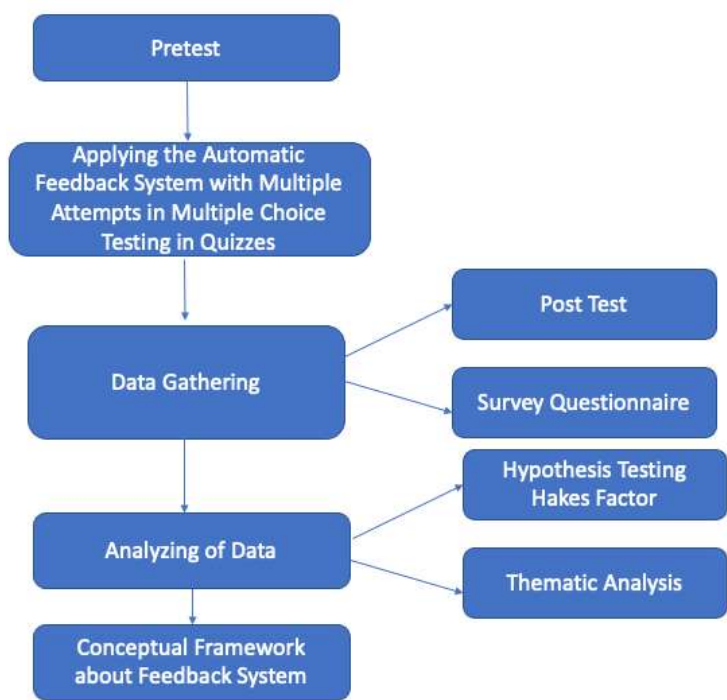 Pretest
Applying the Automatic
Feedback System with Multiple
Attempts in Multiple Choice
Testing in Quizzes
Data Gathering
Post Test
Survey Questionnaire
Analyzing of Data
Hypothesis Testing
Hakes Factor
Thematic Analysis
Conceptual Framework
about Feedback System